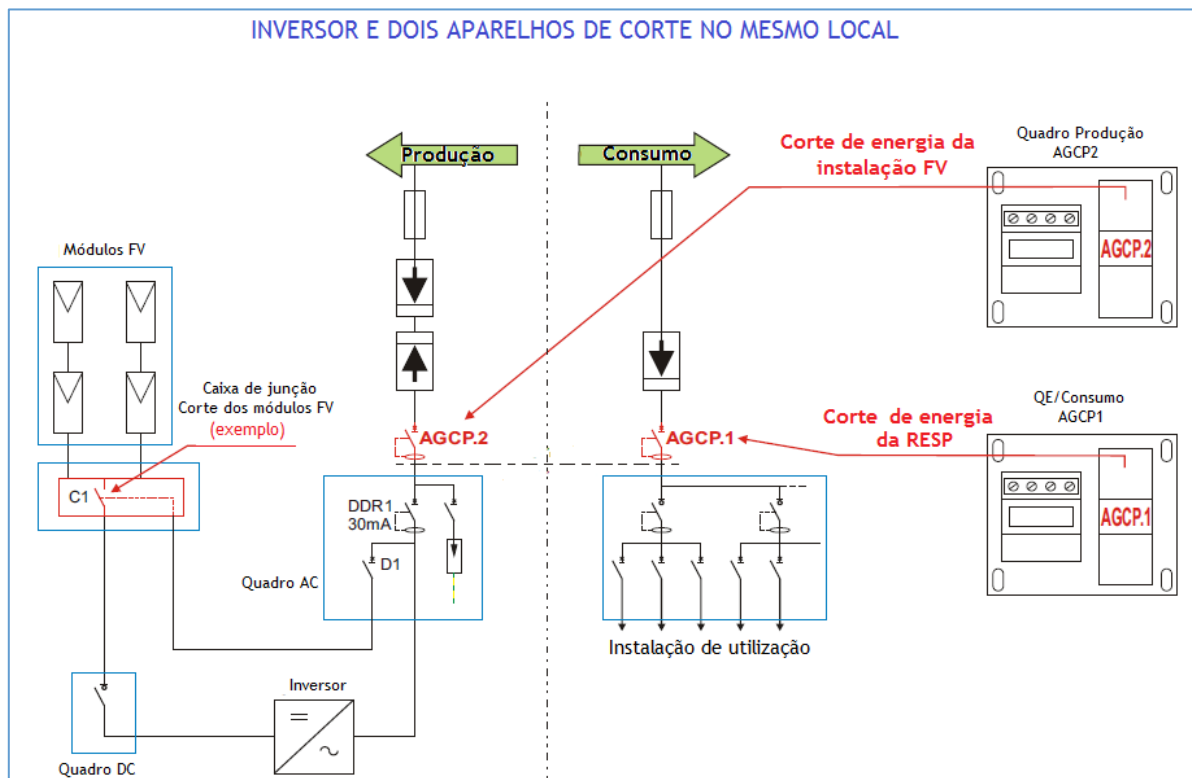 INVERSOR E DOIS APARELHOS DE CORTE NO MESMO LOCAL
Produção
Consumo
Corte de energia da
instalação FV
Quadro Produção
AGCP2
AGCP.2
Módulos FV
Caixa de junção
Corte dos módulos FV
(exemplo)
AGCP.2
AGCP.1
Corte de energia
da RESP
QE/Consumo
AGCP1
AGCP.1
C1
DDR1
30mA
D1
Quadro AC
Instalação de utilização
Inversor
Quadro DC